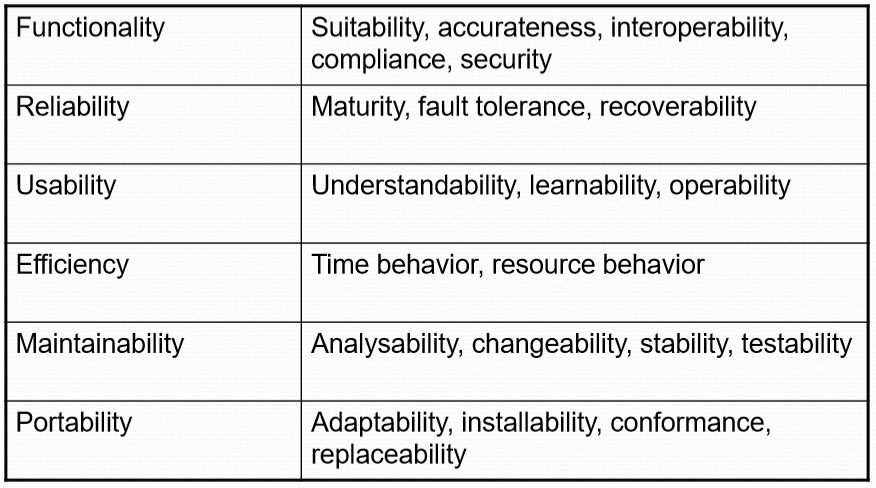 Functionality
Suitability, accurateness, interoperability,
compliance, security
Reliability
Maturity, fault tolerance, recoverability
Usability
Understandability, learnability, operability
Efficiency
Time behavior, resource behavior
Maintainability
Analysability, changeability, stability, testability
Portability
Adaptability, installability, conformance,
replaceability